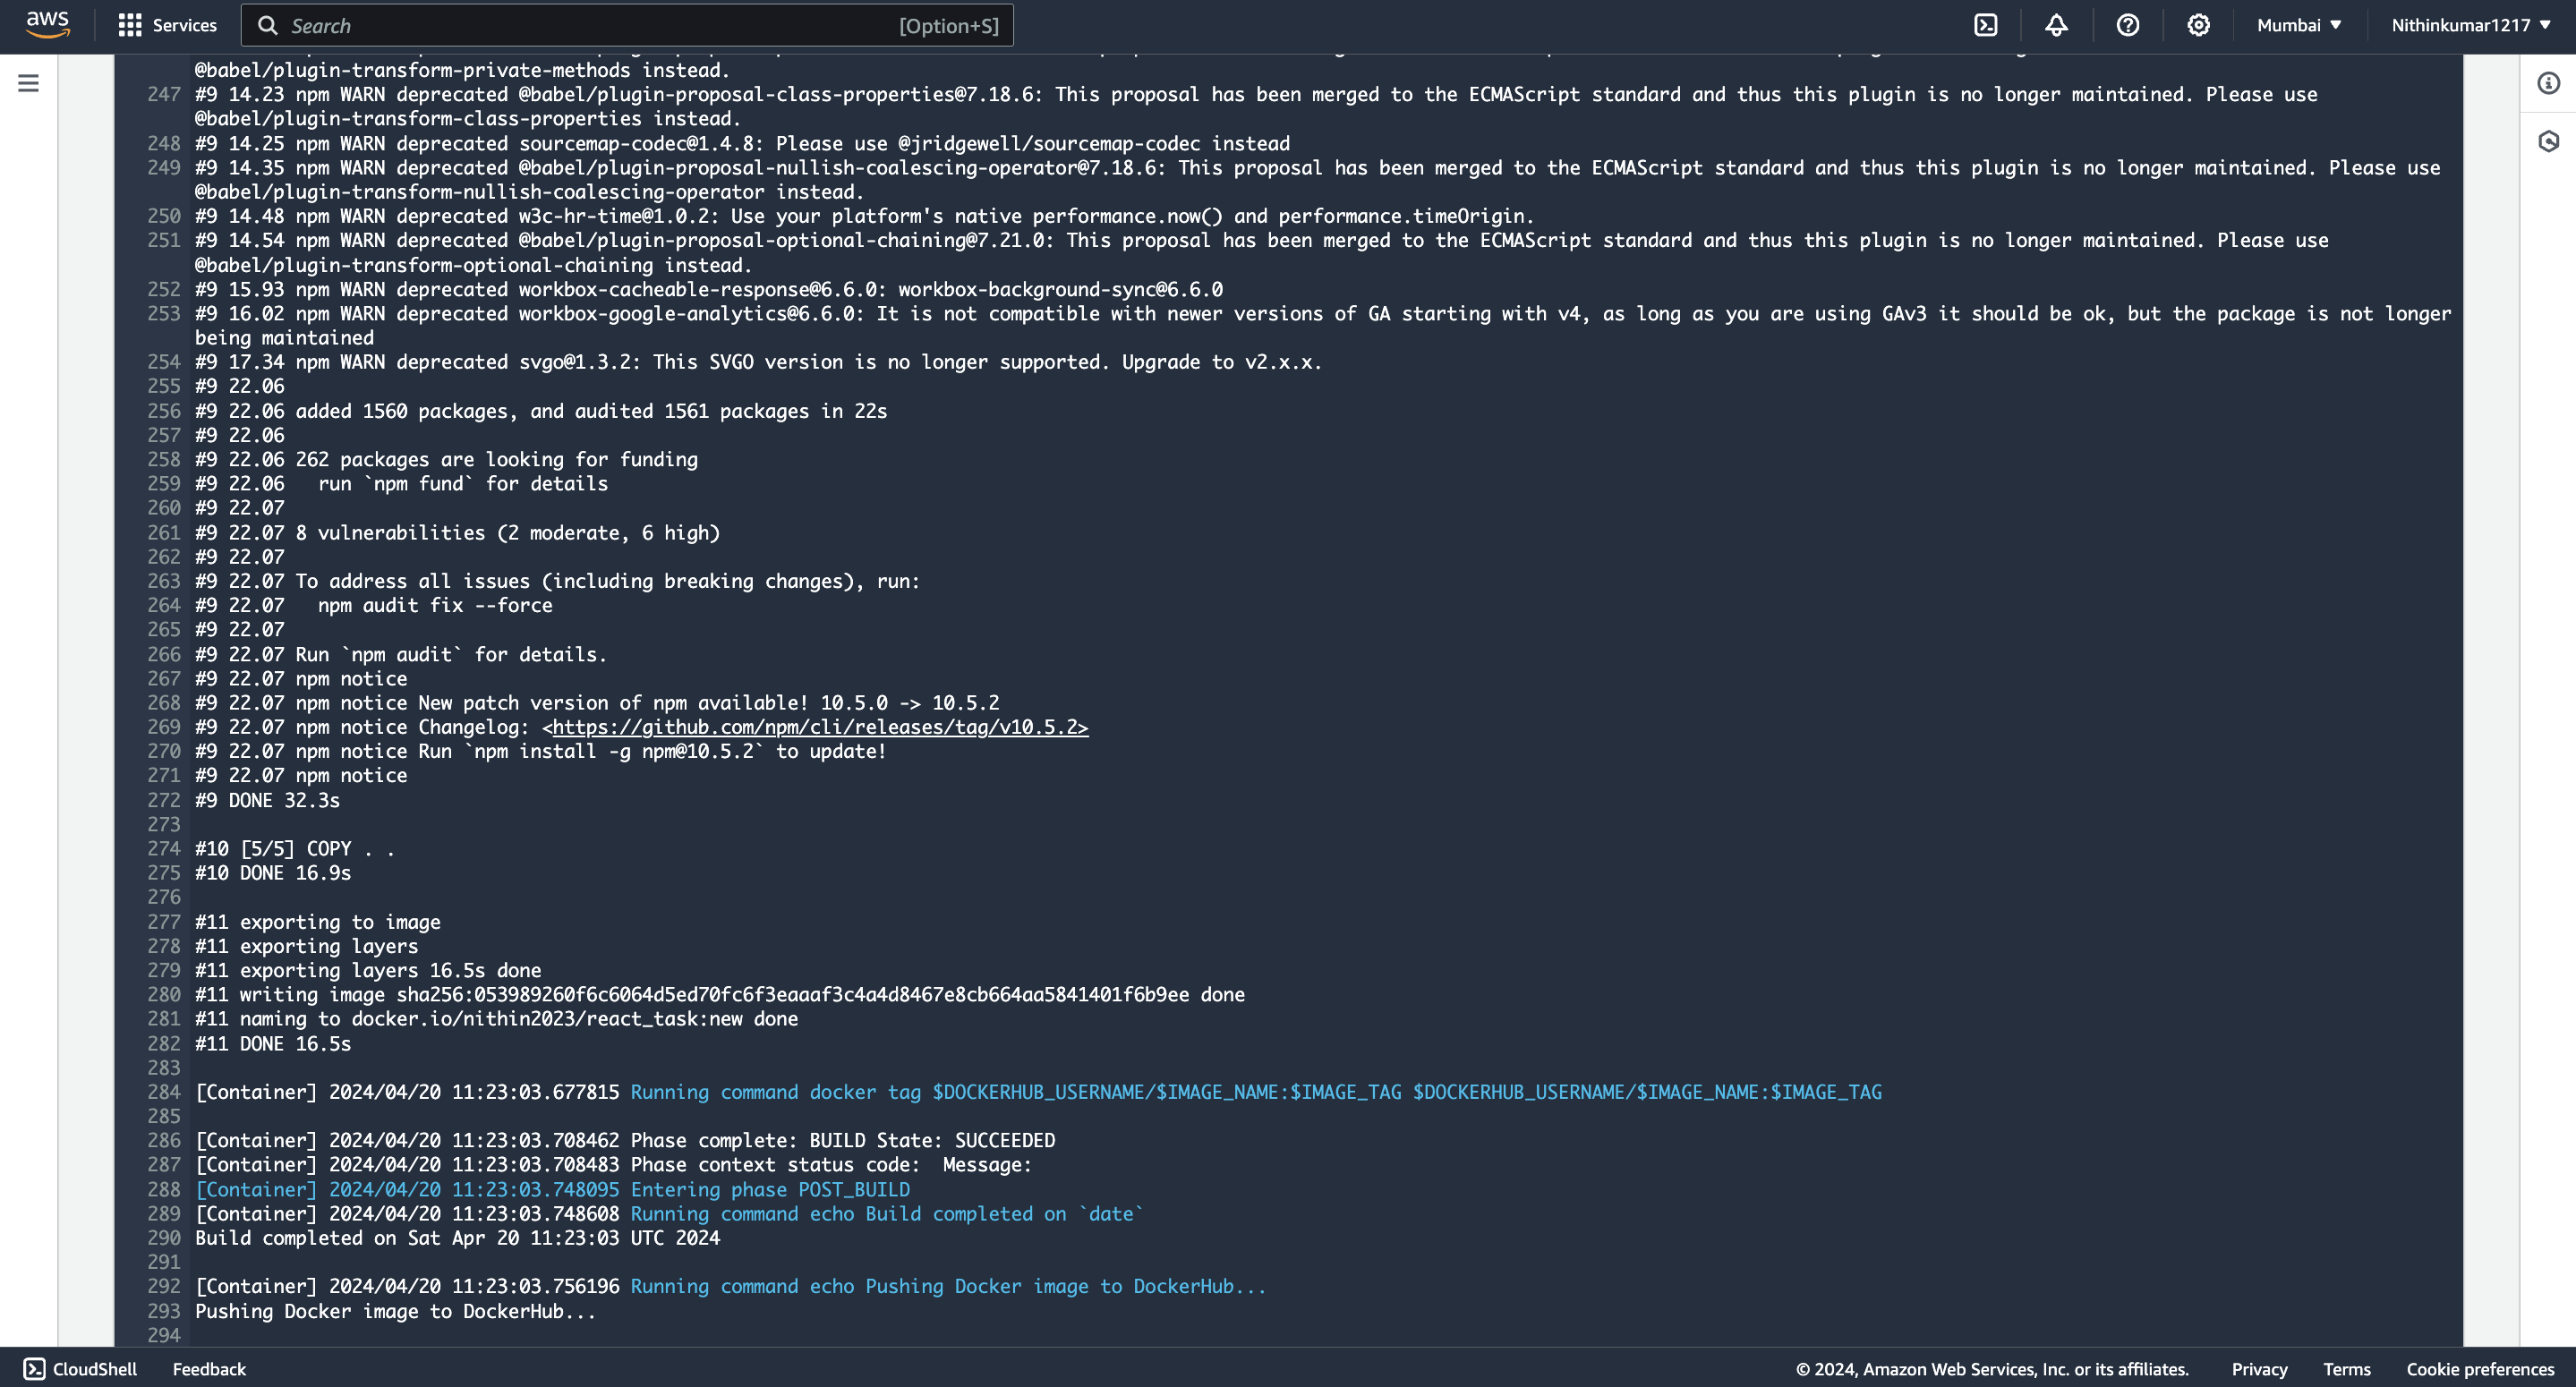 aws
Services
Search
[Option+S]
Mumbai ▼
Nithinkumar1217 ▼
@babel/plugin-transform-private-methods instead.
247 #9 14.23 npm WARN deprecated @babel/plugin-proposal-class-properties@7.18.6: This proposal has been merged to the ECMAScript standard and thus this plugin is no longer maintained. Please use
@babel/plugin-transform-class-properties instead.
248 #9 14.25 npm WARN deprecated sourcemap-codec@1.4.8: Please use @jridgewell/sourcemap-codec instead
249 #9 14.35 npm WARN deprecated @babel/plugin-proposal-nullish-coalescing-operator@7.18.6: This proposal has been merged to the ECMAScript standard and thus this plugin is no longer maintained. Please use
@babel/plugin-transform-nullish-coalescing-operator instead.
250 #9 14.48 npm WARN deprecated w3c-hr-time@1.0.2: Use your platform's native performance.now() and performance.timeOrigin.
251 #9 14.54 npm WARN deprecated @babel/plugin-proposal-optional-chaining@7.21.0: This proposal has been merged to the ECMAScript standard and thus this plugin is no longer maintained. Please use
@babel/plugin-transform-optional-chaining instead.
252 #9 15.93 npm WARN deprecated workbox-cacheable-response@6.6.0: workbox-background-sync@6.6.0
253 #9 16.02 npm WARN deprecated workbox-google-analytics@6.6.0: It is not compatible with newer versions of GA starting with v4, as long as you are using GAv3 it should be ok, but the package is not longer
being maintained
254 #9 17.34 npm WARN deprecated svgo@1.3.2: This SVGO version is no longer supported. Upgrade to v2.x.x.
255 #9 22.06
256 #9 22.06 added 1560 packages, and audited 1561 packages in 22s
257 #9 22.06
258 #9 22.06 262 packages are looking for funding
259 #9 22.06   run `npm fund` for details
260 #9 22.07
261 #9 22.07 8 vulnerabilities (2 moderate, 6 high)
262 #9 22.07
263 #9 22.07 To address all issues (including breaking changes), run:
264 #9 22.07   npm audit fix --force
265 #9 22.07
266 #9 22.07 Run `npm audit` for details.
267 #9 22.07 npm notice
268 #9 22.07 npm notice New patch version of npm available! 10.5.0 -> 10.5.2
269 #9 22.07 npm notice Changelog: <https://github.com/npm/cli/releases/tag/v10.5.2>
270 #9 22.07 npm notice Run `npm install -g npm@10.5.2` to update!
271 #9 22.07 npm notice
272 #9 DONE 32.3s
273
274 #10 [5/5] COPY . .
275 #10 DONE 16.9s
276
277 #11 exporting to image
278 #11 exporting layers
279 #11 exporting layers 16.5s done
280 #11 writing image sha256:053989260f6c6064d5ed70fc6f3eaaaf3c4a4d8467e8cb664aa5841401f6b9ee done
281 #11 naming to docker.io/nithin2023/react_task:new done
282 #11 DONE 16.5s
283
284 [Container] 2024/04/20 11:23:03.677815 Running command docker tag $DOCKERHUB_USERNAME/$IMAGE_NAME:$IMAGE_TAG $DOCKERHUB_USERNAME/$IMAGE_NAME:$IMAGE_TAG
285
286 [Container] 2024/04/20 11:23:03.708462 Phase complete: BUILD State: SUCCEEDED
287 [Container] 2024/04/20 11:23:03.708483 Phase context status code:  Message:
288 [Container] 2024/04/20 11:23:03.748095 Entering phase POST_BUILD
289 [Container] 2024/04/20 11:23:03.748608 Running command echo Build completed on `date`
290 Build completed on Sat Apr 20 11:23:03 UTC 2024
291
292 [Container] 2024/04/20 11:23:03.756196 Running command echo Pushing Docker image to DockerHub...
293 Pushing Docker image to DockerHub...
294
CloudShell
Feedback
© 2024, Amazon Web Services, Inc. or its affiliates.
Privacy
Terms
Cookie preferences